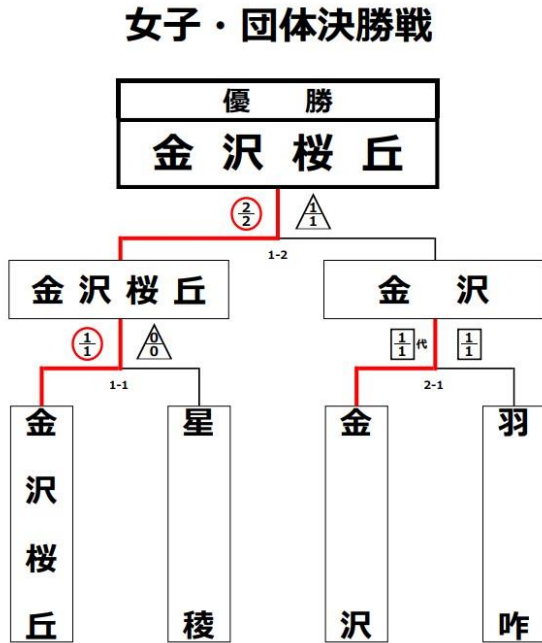 女子・団体決勝戦
優 勝
金沢桜丘
2/2
1/1
1-2
金沢桜丘
金 沢
1/1
0/0
1/1 代
1/1
1-1
2-1
金沢桜丘
星稜
金沢
羽咋